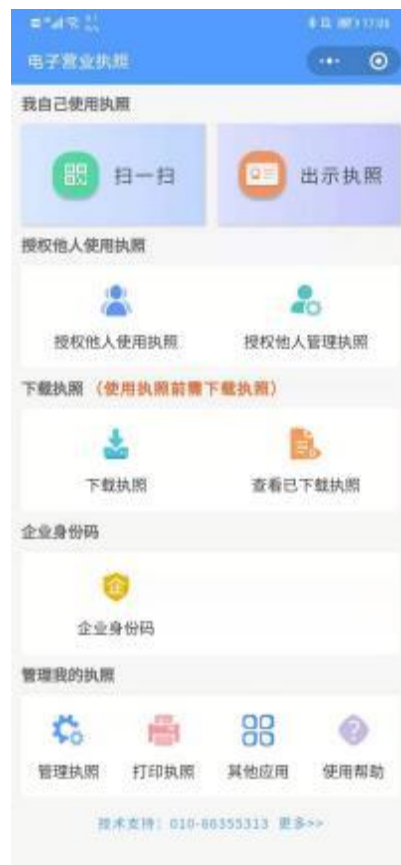 电子营业执照
我自己使用执照
扫一扫
出示执照
授权他人使用执照
授权他人使用执照
授权他人管理执照
下载执照（使用执照前需下载执照）
下载执照
查看已下载执照
企业身份码
企
企业身份码
管理我的执照
管理执照
打印执照
其他应用
使用帮助
技术支持：010-86355313 更多>>